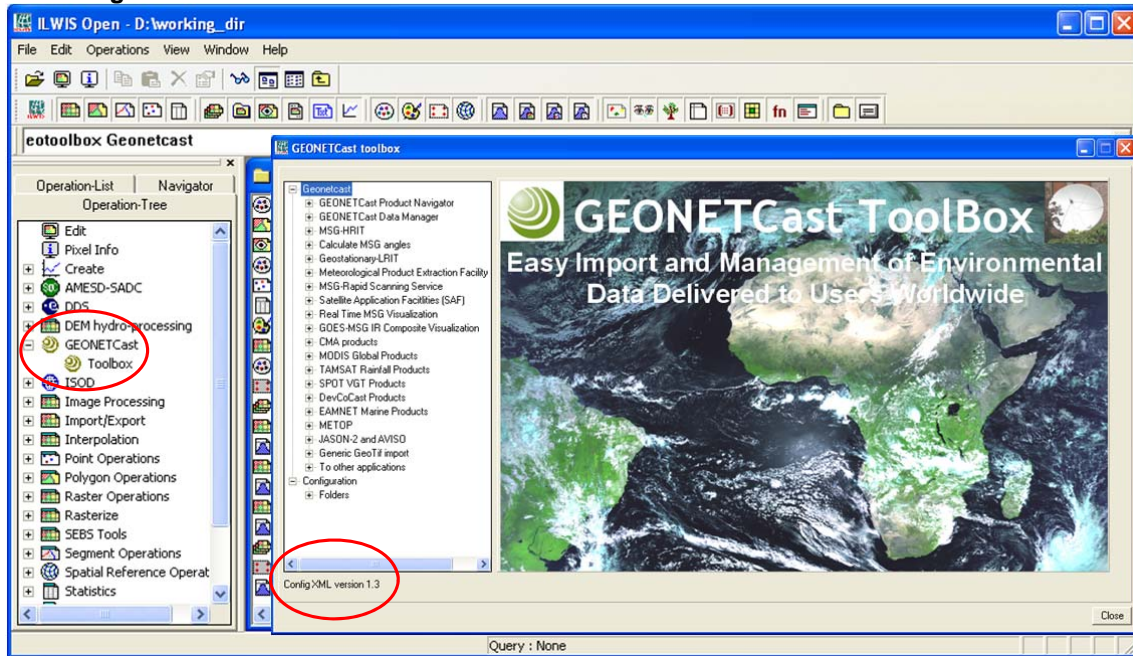 ILWIS Open - D:\working_dir
File Edit Operations View Window Help
eotoolbox Geonetcast
Operation-List Navigator
Operation-Tree
Edit
Pixel Info
Create
AMESD-SADC
DDS
DEM hydro-processing
GEONETCast
Toolbox
ISOD
Image Processing
Import/Export
Interpolation
Point Operations
Polygon Operations
Raster Operations
Rasterize
SEBS Tools
Segment Operations
Spatial Reference Operat
Statistics
GEONETCast toolbox
Geonetcast
GEONETCast Product Navigator
GEONETCast Data Manager
MSG-HRIT
Calculate MSG angles
Geostationary-LRIT
Meteorological Product Extraction Facility
MSG-Rapid Scanning Service
Satellite Application Facitlities (SAF)
Real Time MSG Visualization
GOES-MSG IR Composite Visualization
CMA products
MODIS Global Products
TAMSAT Rainfall Products
SPOT VGT Products
DevCoCast Products
EAMNET Marine Products
METOP
JASON-2 and AVISO
Generic GeoTif import
To other applications
Configuration
Folders
Config XML version 1.3
GEONETCast ToolBox
Easy Import and Management of Environmental
Data Delivered to Users Worldwide
Close
Query : None